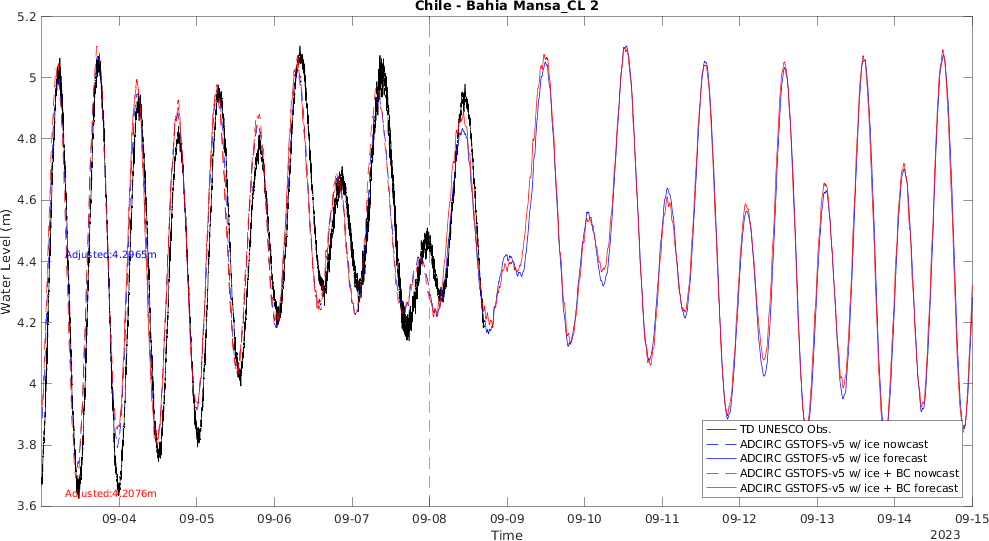 Chile - Bahia Mansa_CL 2
Water Level (m)
5.2
5
4.8
4.6
4.4
4.2
4
3.8
3.6
Adjusted:4.2965m
Adjusted:4.2076m
TD UNESCO Obs.
ADCIRC GSTOFS-v5 w/ ice nowcast
ADCIRC GSTOFS-v5 w/ ice forecast
ADCIRC GSTOFS-v5 w/ ice + BC nowcast
ADCIRC GSTOFS-v5 w/ ice + BC forecast
09-04 09-05 09-06 09-07 09-08 09-09 09-10 09-11 09-12 09-13 09-14 09-15
Time
2023